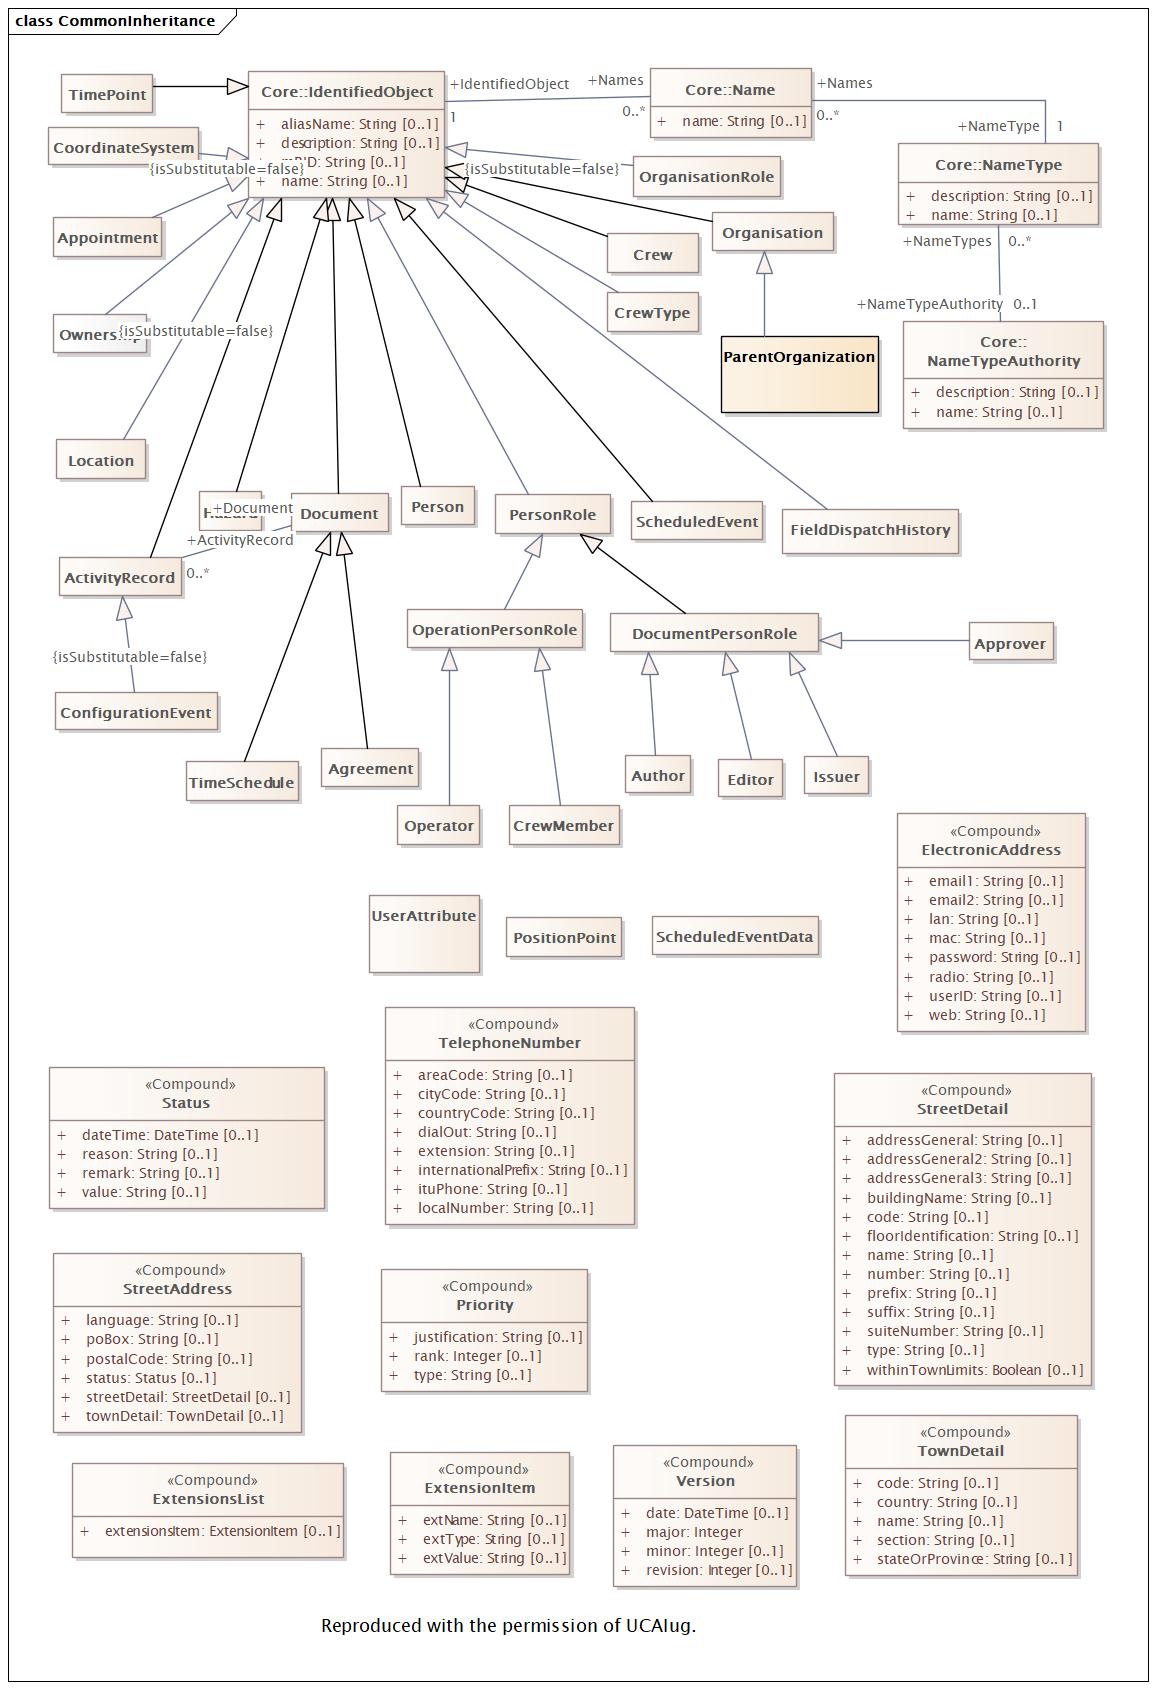 class CommonInheritance
TimePoint
Core::IdentifiedObject
+ aliasName: String [0..1]
+ description: String [0..1]
mRID: String [0..1]
+ name: String [0..1]
+IdentifiedObject
1
+Names
0..*
Core::Name
+ name: String [0..1]
+Names
0..*
+NameType 1
Core::NameType
+ description: String [0..1]
+ name: String [0..1]
+NameTypes 0..*
+NameTypeAuthority 0..1
Core::
NameTypeAuthority
+ description: String [0..1]
+ name: String [0..1]
CoordinateSystem
{isSubstitutable=false}
{isSubstitutable=false}
OrganisationRole
Appointment
Organisation
Crew
CrewType
Ownership
{isSubstitutable=false}
ParentOrganization
Location
Hazard
+Document
Document
Person
PersonRole
ScheduledEvent
FieldDispatchHistory
+ActivityRecord
0..*
ActivityRecord
OperationPersonRole
DocumentPersonRole
Approver
{isSubstitutable=false}
ConfigurationEvent
TimeSchedule
Agreement
Author
Editor
Issuer
Operator
CrewMember
«Compound»
ElectronicAddress
+ email1: String [0..1]
+ email2: String [0..1]
+ lan: String [0..1]
+ mac: String [0..1]
+ password: String [0..1]
+ radio: String [0..1]
+ userID: String [0..1]
+ web: String [0..1]
UserAttribute
PositionPoint
ScheduledEventData
«Compound»
TelephoneNumber
+ areaCode: String [0..1]
+ cityCode: String [0..1]
+ countryCode: String [0..1]
+ dialOut: String [0..1]
+ extension: String [0..1]
+ internationalPrefix: String [0..1]
+ ituPhone: String [0..1]
+ localNumber: String [0..1]
«Compound»
Status
+ dateTime: DateTime [0..1]
+ reason: String [0..1]
+ remark: String [0..1]
+ value: String [0..1]
«Compound»
StreetDetail
+ addressGeneral: String [0..1]
+ addressGeneral2: String [0..1]
+ addressGeneral3: String [0..1]
+ buildingName: String [0..1]
+ code: String [0..1]
+ floorIdentification: String [0..1]
+ name: String [0..1]
+ number: String [0..1]
+ prefix: String [0..1]
+ suffix: String [0..1]
+ suiteNumber: String [0..1]
+ type: String [0..1]
+ withinTownLimits: Boolean [0..1]
«Compound»
StreetAddress
+ language: String [0..1]
+ poBox: String [0..1]
+ postalCode: String [0..1]
+ status: Status [0..1]
+ streetDetail: StreetDetail [0..1]
+ townDetail: TownDetail [0..1]
«Compound»
Priority
+ justification: String [0..1]
+ rank: Integer [0..1]
+ type: String [0..1]
«Compound»
TownDetail
+ code: String [0..1]
+ country: String [0..1]
+ name: String [0..1]
+ section: String [0..1]
+ stateOrProvince: String [0..1]
«Compound»
ExtensionsList
+ extensionsItem: ExtensionItem [0..1]
«Compound»
ExtensionItem
+ extName: String [0..1]
+ extType: String [0..1]
+ extValue: String [0..1]
«Compound»
Version
+ date: DateTime [0..1]
+ major: Integer
+ minor: Integer [0..1]
+ revision: Integer [0..1]
Reproduced with the permission of UCAIug.